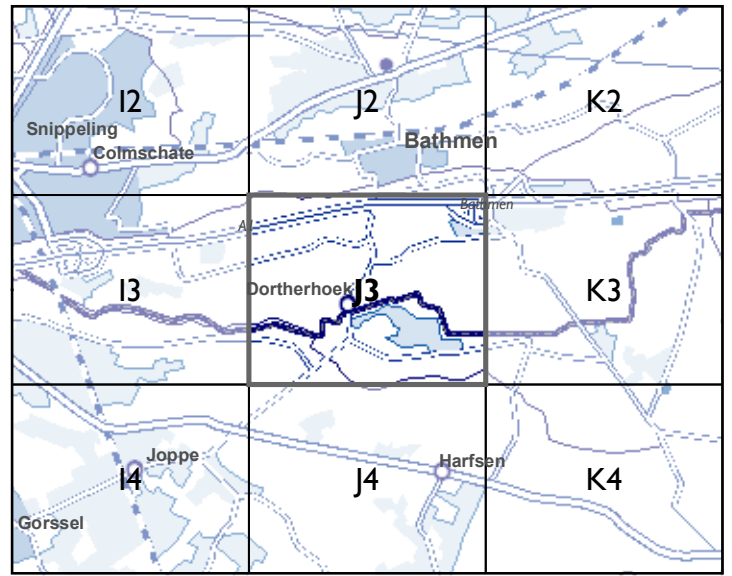 I2
J2
K2
Snippeling
Colmschate
Bathmen
Bathmen
I3
Dortherhoek
J3
K3
Joppe
I4
Harfsen
J4
K4
Gorssel